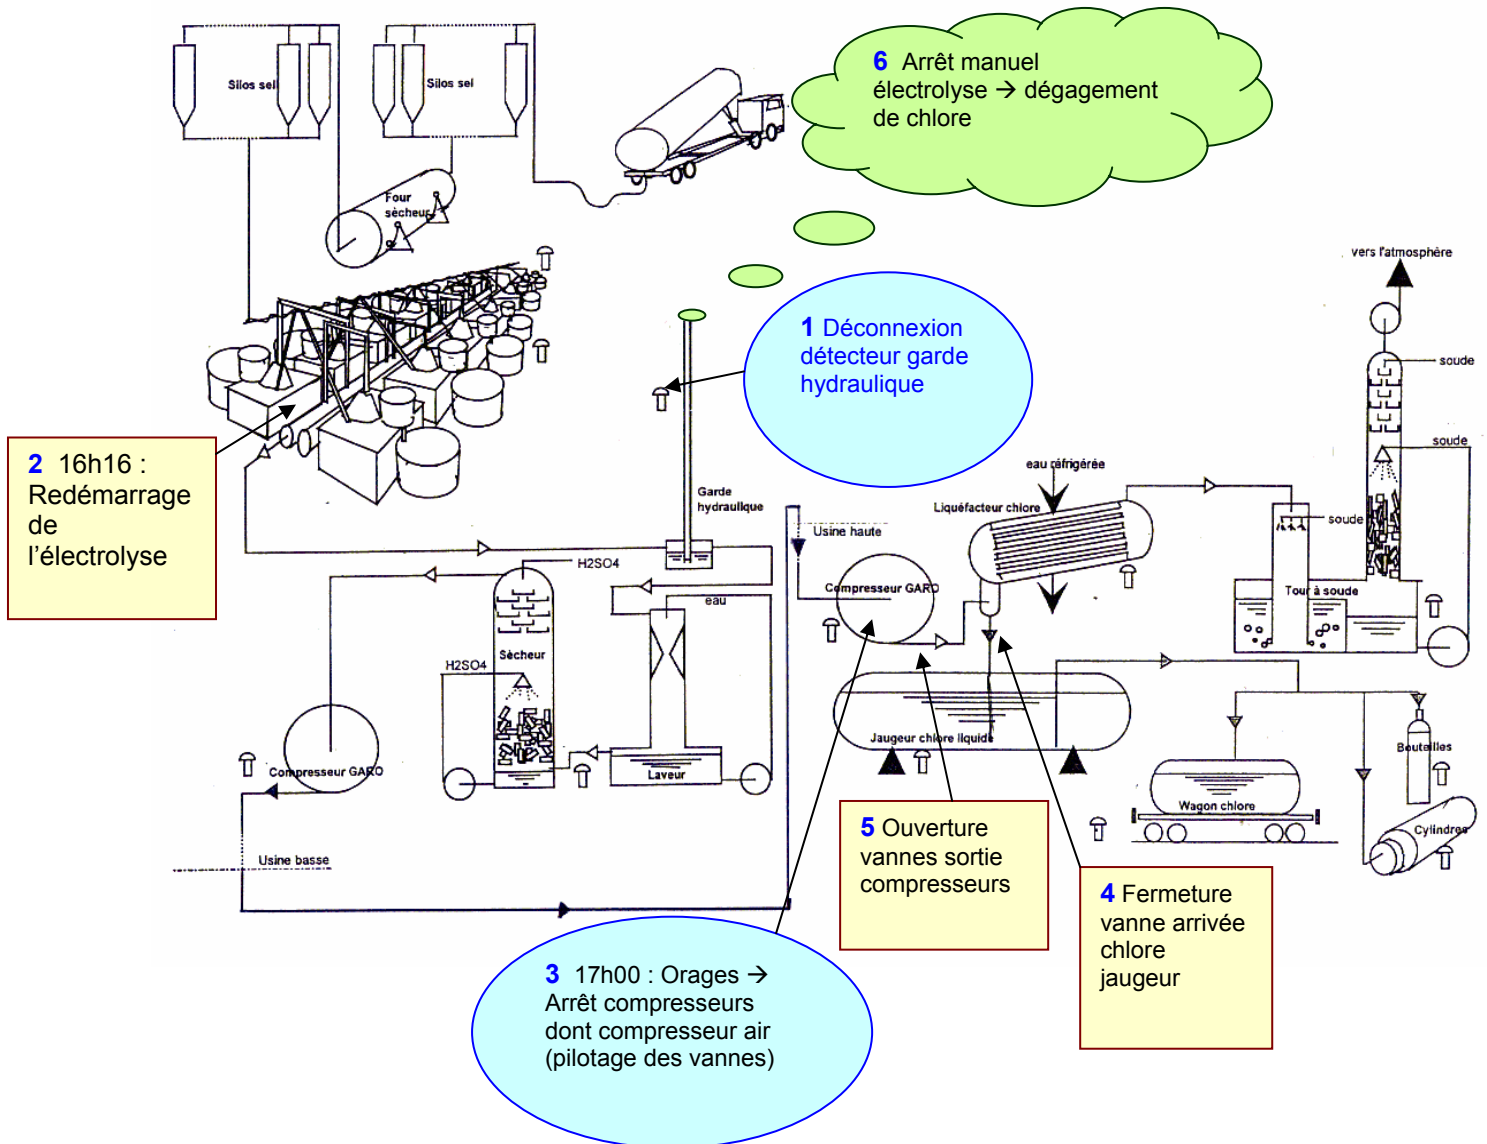 Silos sel
Silos sel
6 Arrêt manuel
électrolyse → dégagement
de chlore
Four
sècheur
vers l'atmosphère
1 Déconnexion
détecteur garde
hydraulique
soude
soude
2 16h16 :
Redémarrage
de
l'électrolyse
eau réfrigérée
Garde
hydraulique
Liquéfacteur chlore
soude
Usine haute
H2SO4
Compresseur GARO
Tour à soude
eau
Sècheur
H2SO4
Jaugeur chlore liquide
Bouteilles
Compresseur GARO
Laveur
Wagon chlore
Cylindres
5 Ouverture
vannes sortie
compresseurs
Usine basse
4 Fermeture
vanne arrivée
chlore
jaugeur
3 17h00 : Orages →
Arrêt compresseurs
dont compresseur air
(pilotage des vannes)